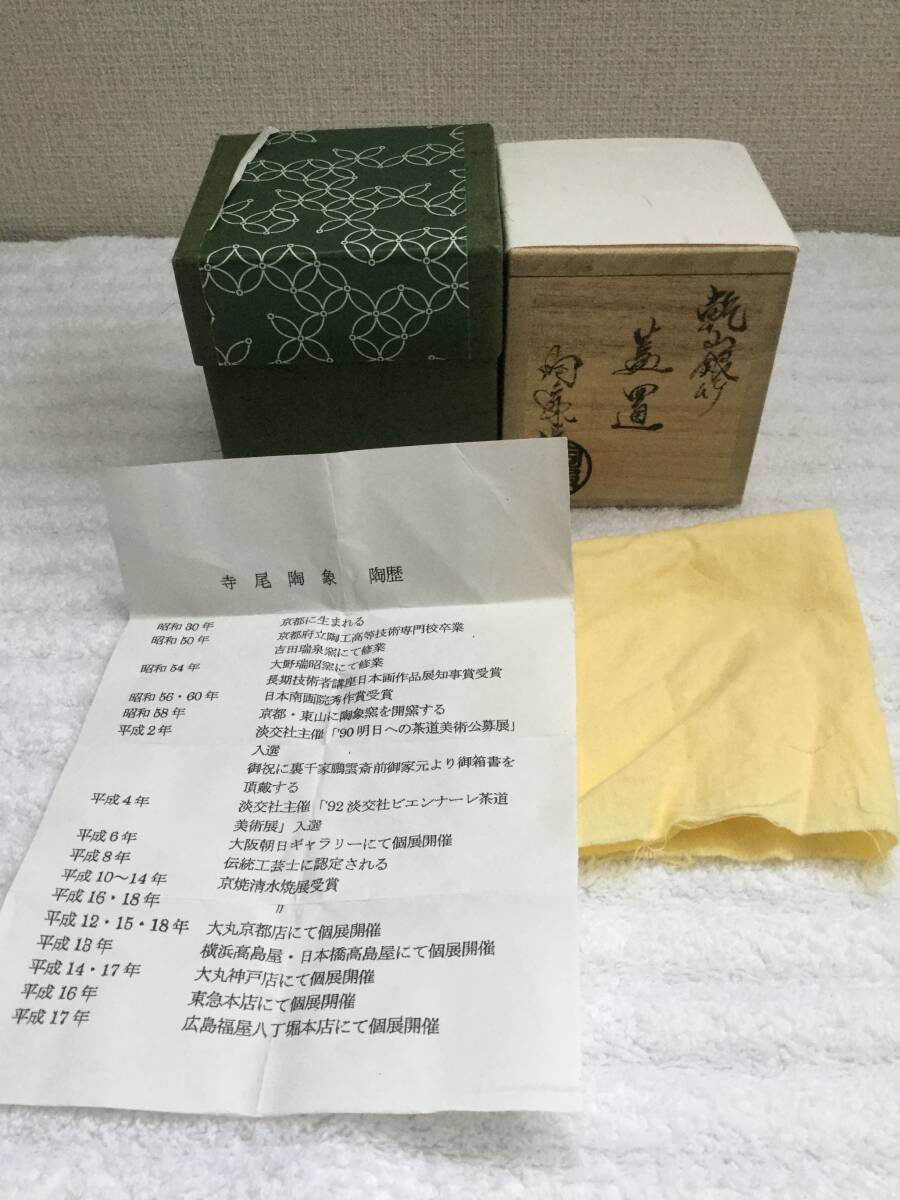 乾山銀彩
蓋置
寺尾陶象 陶歴
昭和30年 京都に生まれる
昭和50年 京都府立陶工高等技術専門校卒業
吉田瑞泉窯にて修業
昭和54年 大野瑞昭窯にて修業
長期技術者講座日本画作品展知事賞受賞
昭和56・60年 日本南画院秀作賞受賞
昭和58年 京都・東山に陶象窯を開窯する
平成2年 淡交社主催「'90明日への茶道美術公募展」
入選
御祝に裏千家鵬雲斎前御家元より御箱書を
頂戴する
平成4年 淡交社主催「'92淡交社ビエンナーレ茶道
美術展」入選
平成6年 大阪朝日ギャラリーにて個展開催
平成8年 伝統工芸士に認定される
平成10～14年 京焼清水焼展受賞
平成16・18年 〃
平成12・15・18年 大丸京都店にて個展開催
平成13年 横浜高島屋・日本橋高島屋にて個展開催
平成14・17年 大丸神戸店にて個展開催
平成16年 東急本店にて個展開催
平成17年 広島福屋八丁堀本店にて個展開催